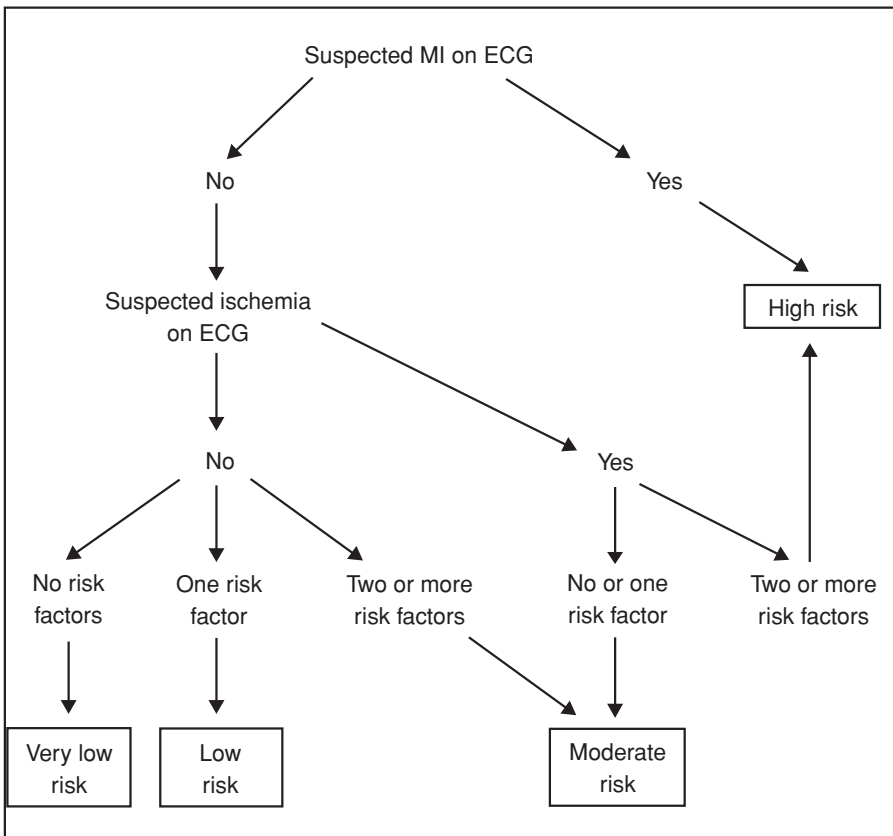 Suspected MI on ECG
No
Yes
Suspected ischemia
on ECG
High risk
No
Yes
No risk
factors
One risk
factor
Two or more
risk factors
No or one
risk factor
Two or more
risk factors
Very low
risk
Low
risk
Moderate
risk